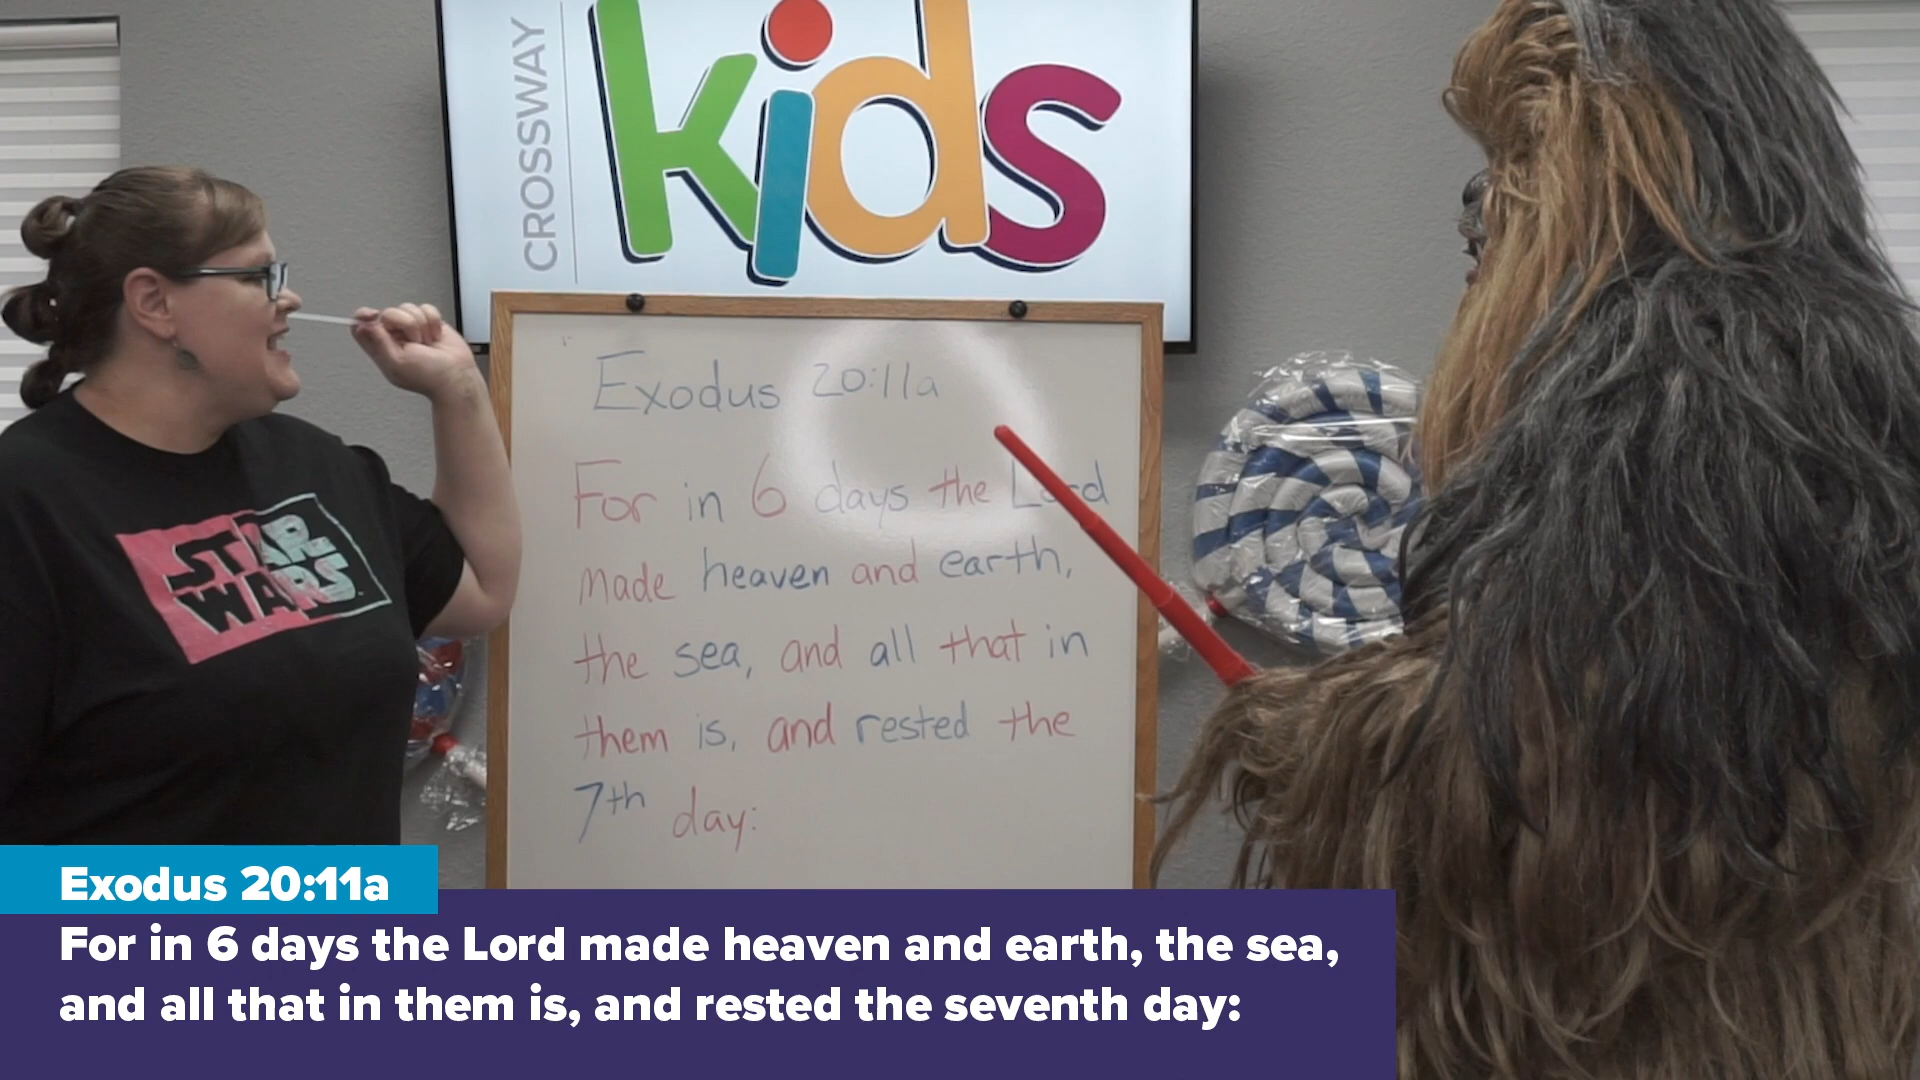 CROSSWAY
kids
STAR
WARS
Exodus 20:11a
For in 6 days the Lord
made heaven and earth,
the sea, and all that in
them is, and rested the
7th day:
Exodus 20:11a
For in 6 days the Lord made heaven and earth, the sea,
and all that in them is, and rested the seventh day: